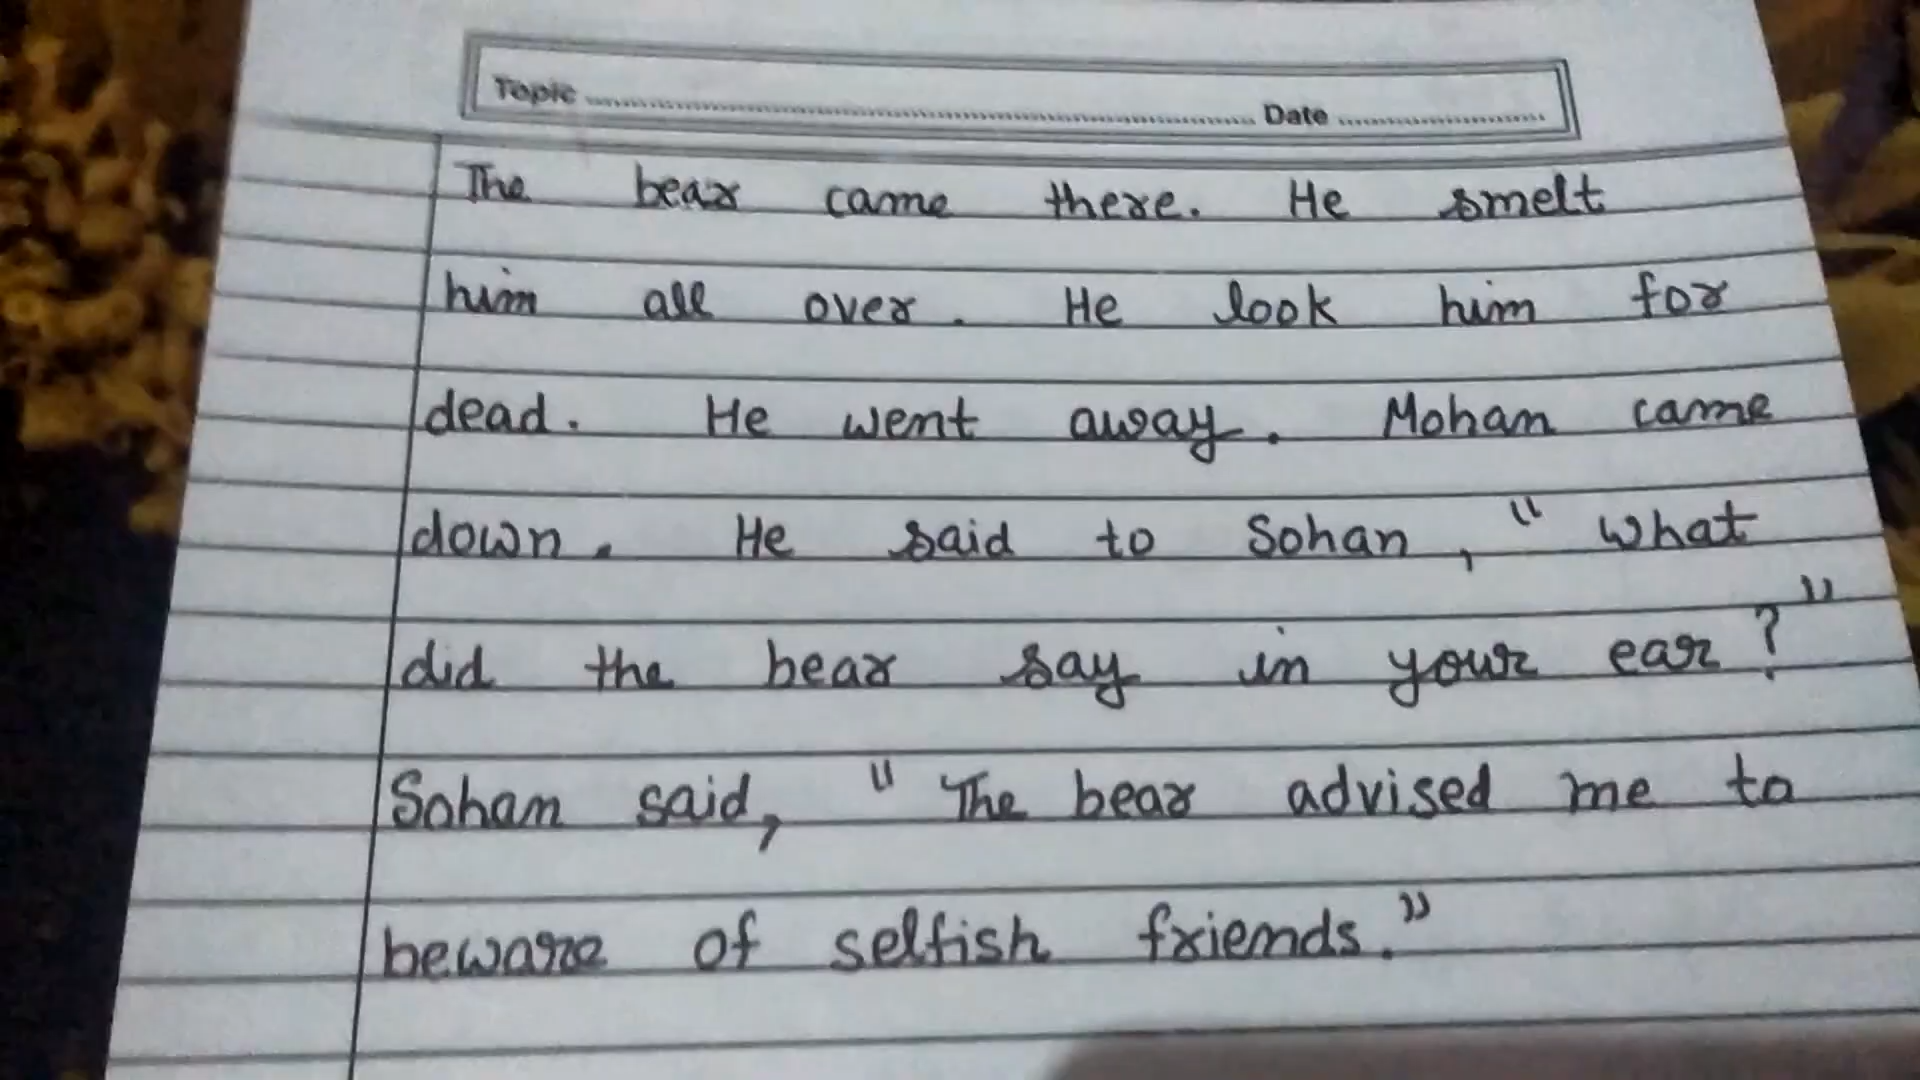 Topic ........ Date ........
The bear came there. He smelt
him all over. He look him for
dead. He went away. Mohan came
down. He said to Sohan, "what
did the bear say in your ear?"
Sohan said, "The bear advised me to
beware of selfish friends."